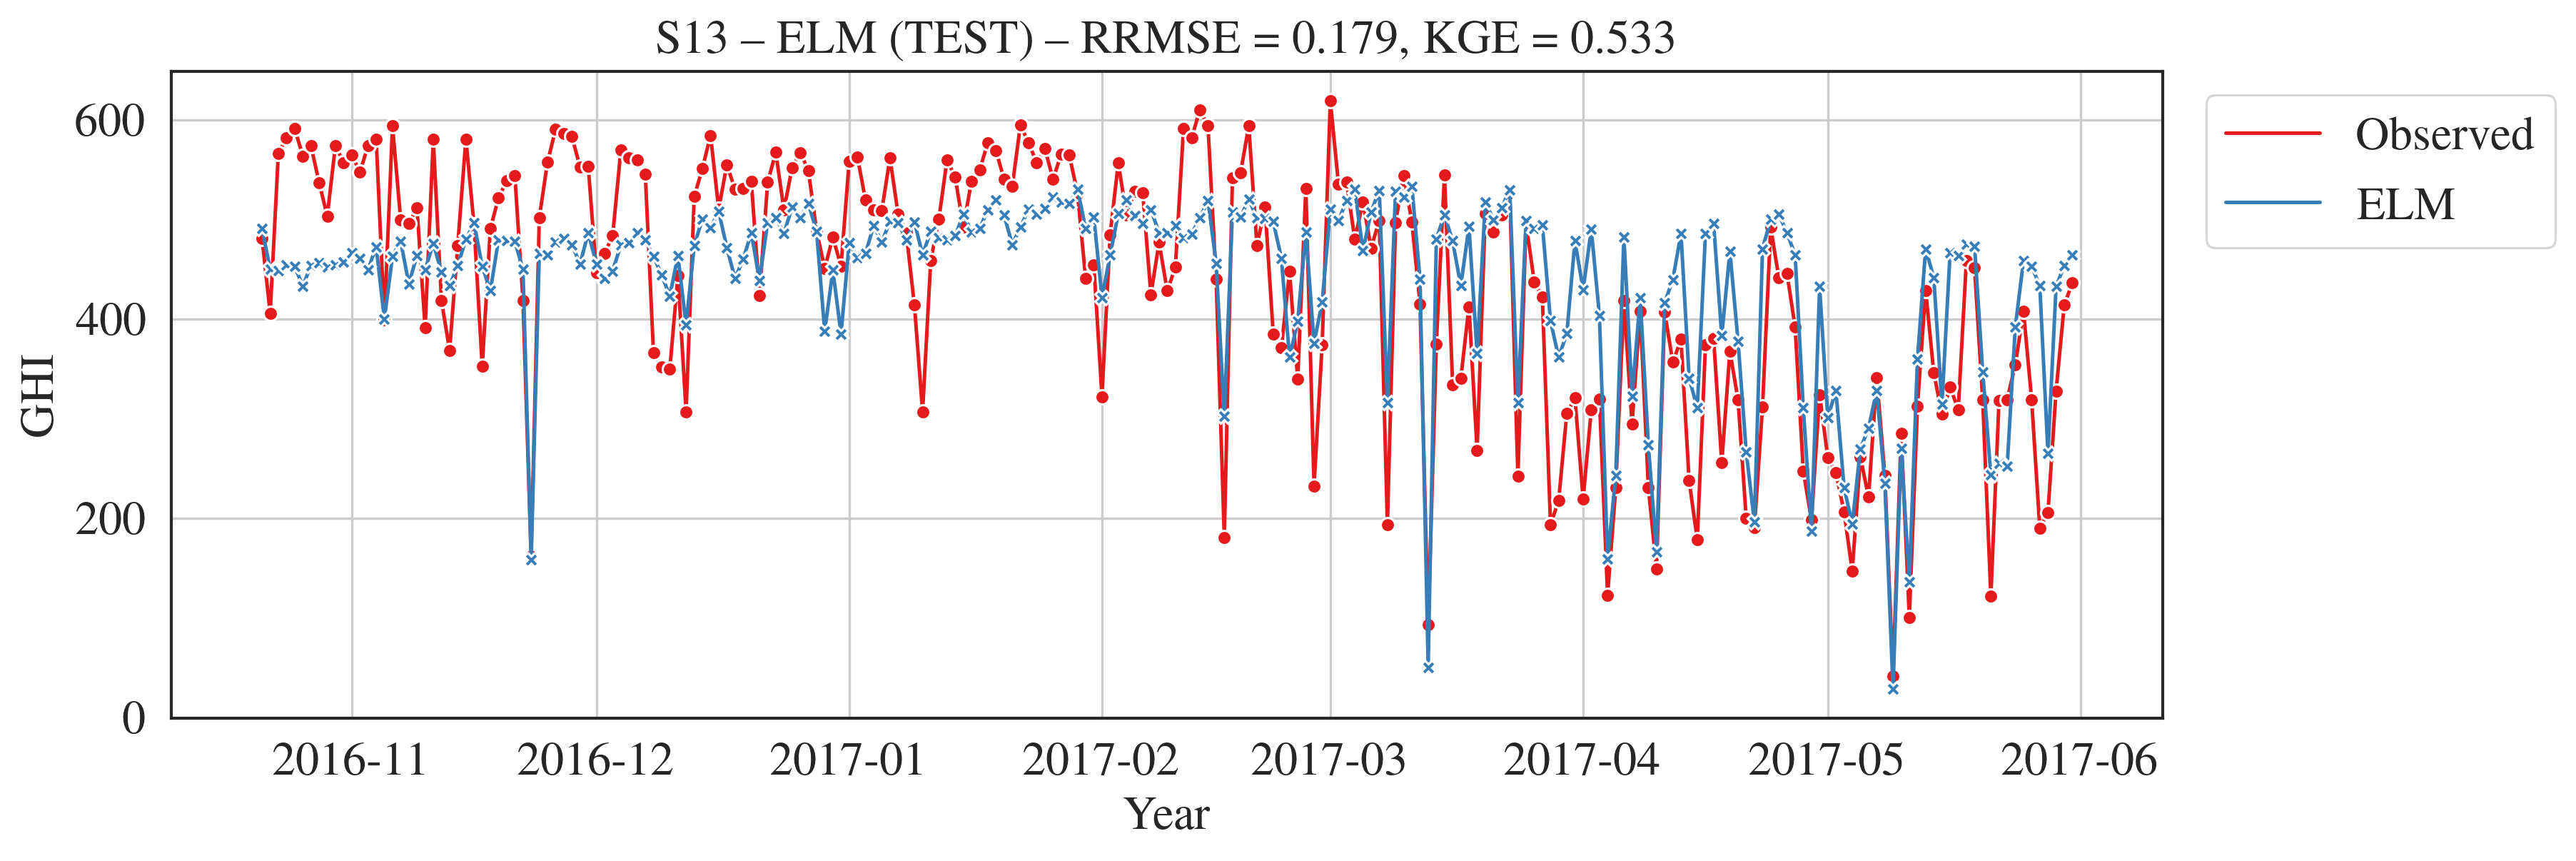 S13 – ELM (TEST) – RRMSE = 0.179, KGE = 0.533
600
400
200
0
GHI
2016-11 2016-12 2017-01 2017-02 2017-03 2017-04 2017-05 2017-06
Year
Observed
ELM